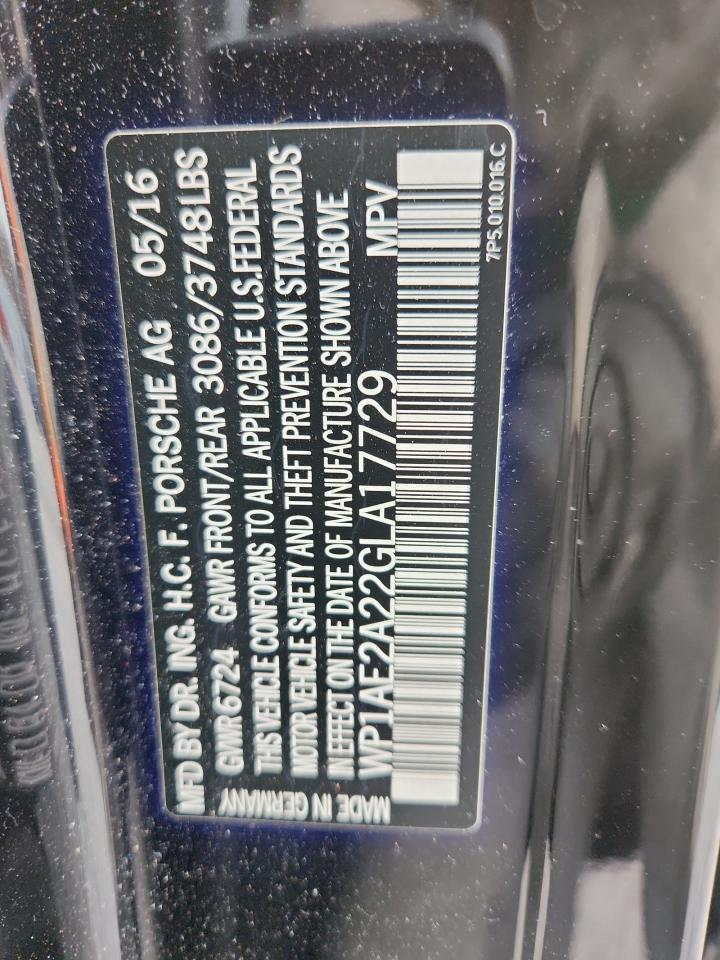 MFD BY DR. ING. H.C. F. PORSCHE AG 05/16
GVWR 6724 GAWR FRONT/REAR 3086/3748LBS
THIS VEHICLE CONFORMS TO ALL APPLICABLE U.S.FEDERAL
MOTOR VEHICLE SAFETY AND THEFT PREVENTION STANDARDS
IN EFFECT ON THE DATE OF MANUFACTURE SHOWN ABOVE
WP1AE2A22GLA17729 MPV
MADE IN GERMANY
7P5.010.016.C